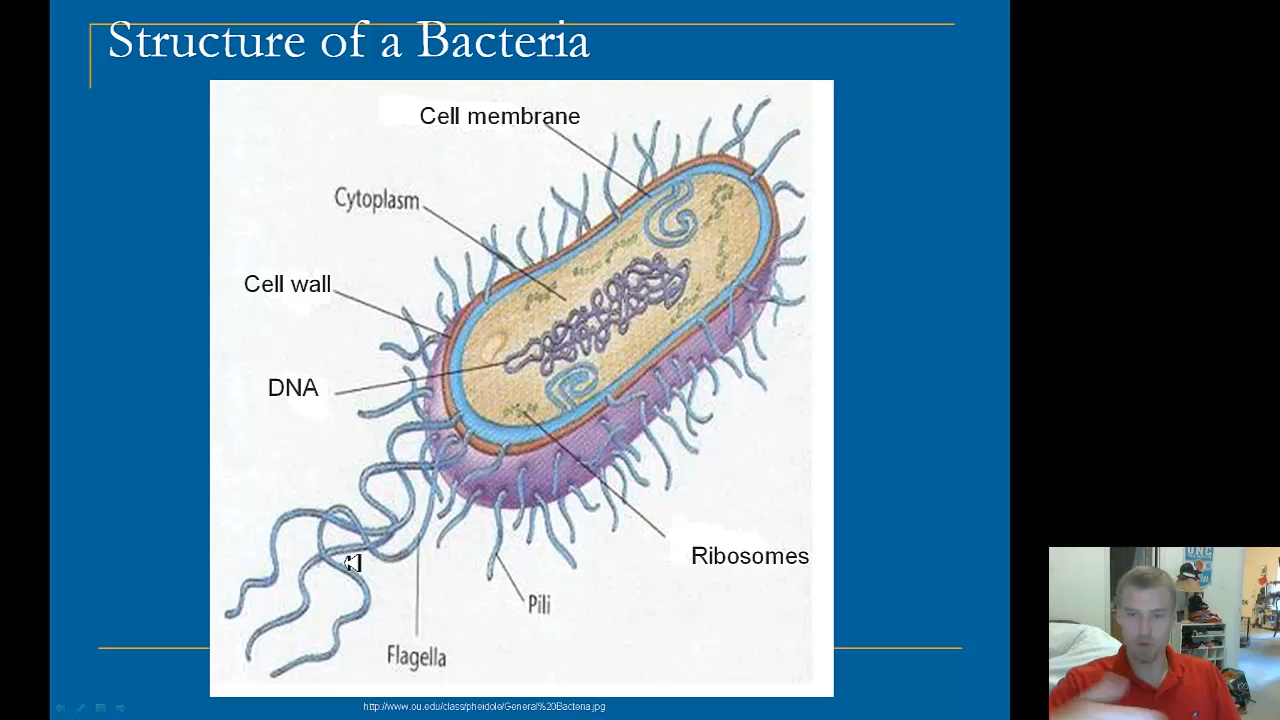 Structure of a Bacteria
Cell membrane
Cytoplasm
Cell wall
DNA
Ribosomes
Pili
Flagella
http://www.ou.edu/class/pheidole/General%20Bacteria.jpg
UNC